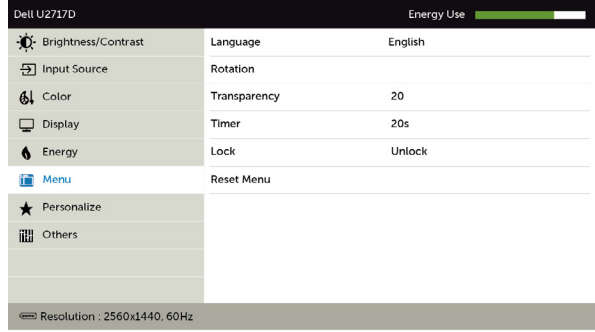 Dell U2717D Energy Use
Brightness/Contrast Language English
Input Source Rotation
Color Transparency 20
Display Timer 20s
Energy Lock Unlock
Menu Reset Menu
Personalize
Others
Resolution : 2560x1440, 60Hz